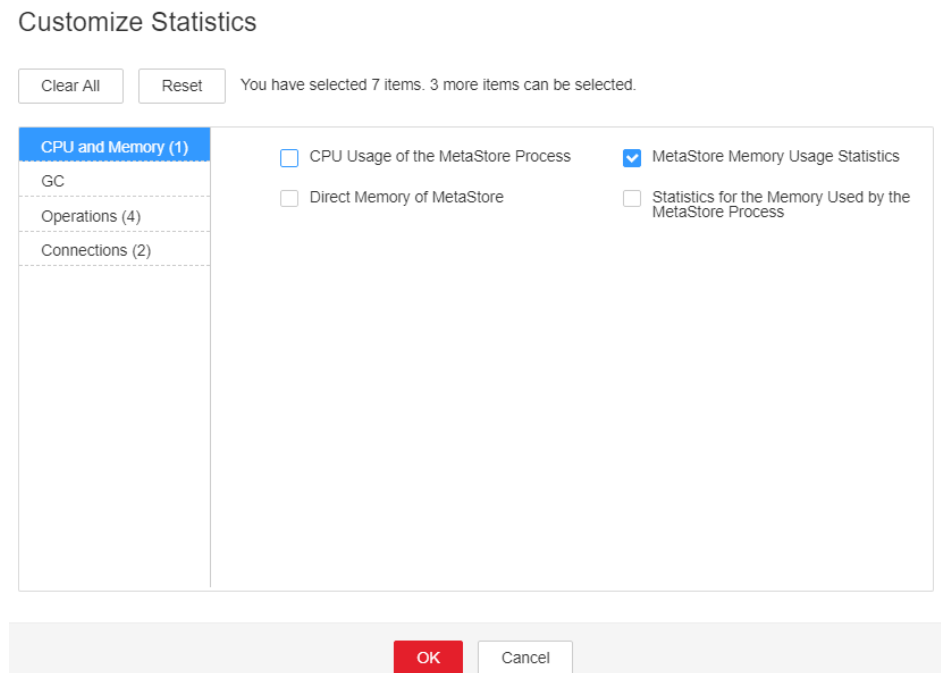 Customize Statistics
Clear All
Reset
You have selected 7 items. 3 more items can be selected.
CPU and Memory (1)
GC
Operations (4)
Connections (2)
CPU Usage of the MetaStore Process
MetaStore Memory Usage Statistics
Direct Memory of MetaStore
Statistics for the Memory Used by the
MetaStore Process
OK
Cancel